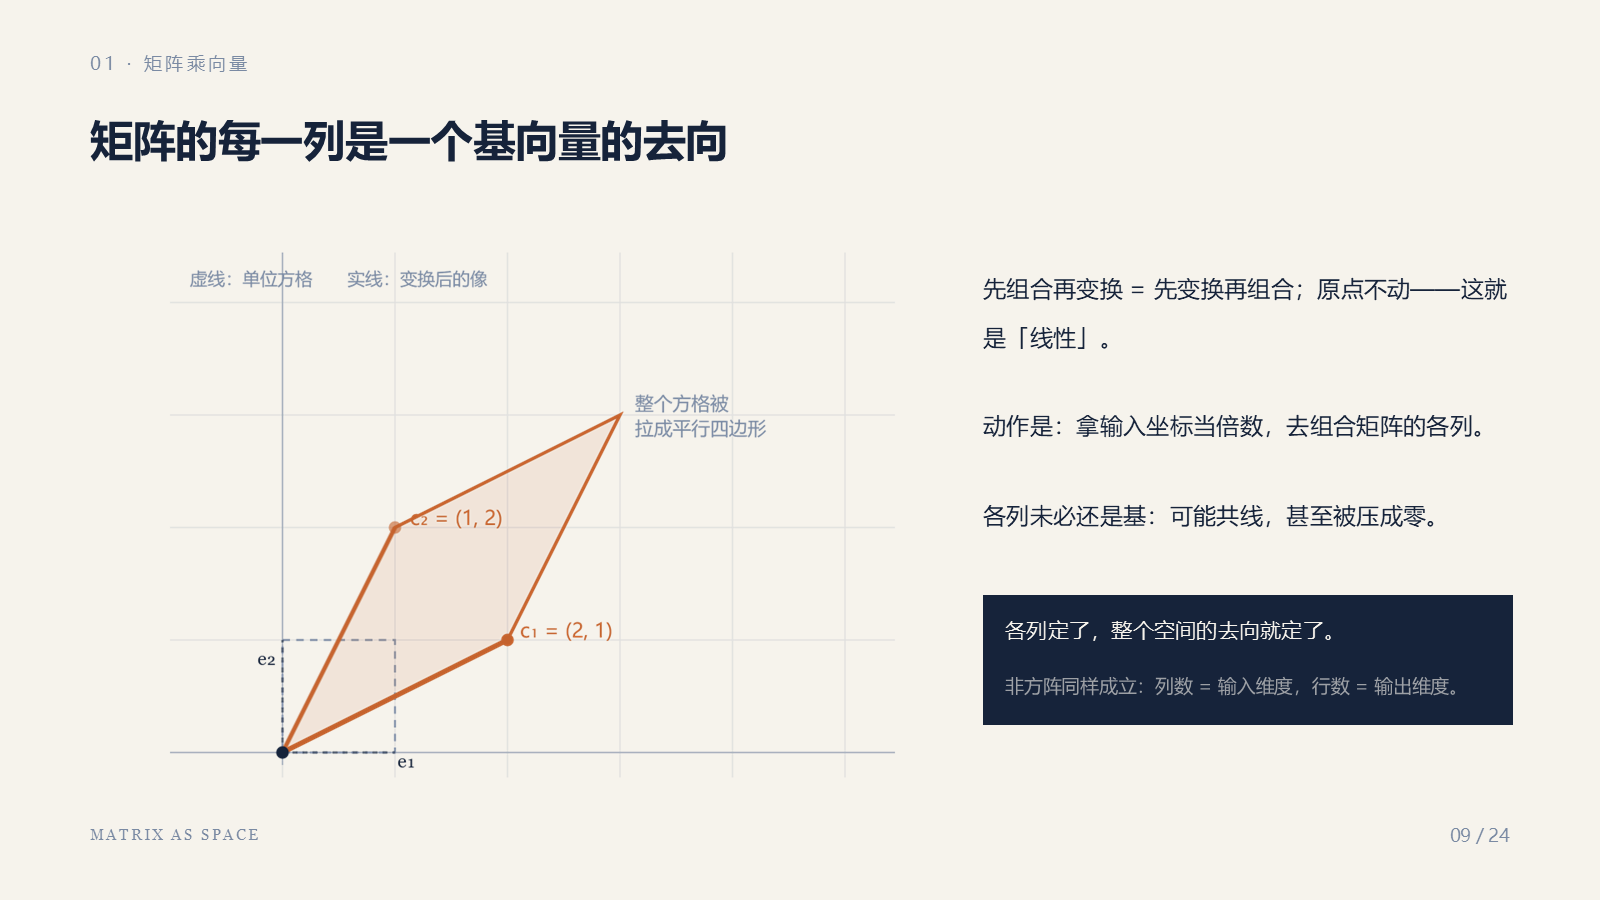 01 · 矩阵乘向量
矩阵的每一列是一个基向量的去向
虚线：单位方格 实线：变换后的像
整个方格被
拉成平行四边形
c₂ = (1, 2)
c₁ = (2, 1)
e₂
e₁
先组合再变换 = 先变换再组合；原点不动——这就
是「线性」。
动作是：拿输入坐标当倍数，去组合矩阵的各列。
各列未必还是基：可能共线，甚至被压成零。
各列定了，整个空间的去向就定了。
非方阵同样成立：列数 = 输入维度，行数 = 输出维度。
MATRIX AS SPACE
09 / 24